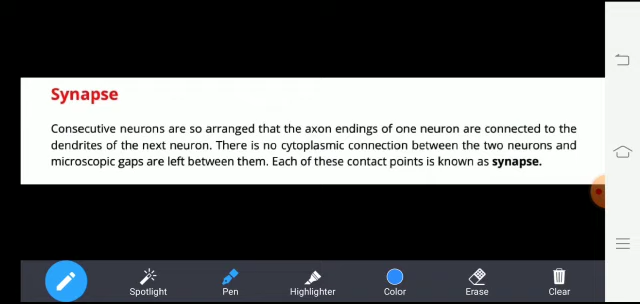 Synapse
Consecutive neurons are so arranged that the axon endings of one neuron are connected to the
dendrites of the next neuron. There is no cytoplasmic connection between the two neurons and
microscopic gaps are left between them. Each of these contact points is known as synapse.
Spotlight Pen Highlighter Color Erase Clear